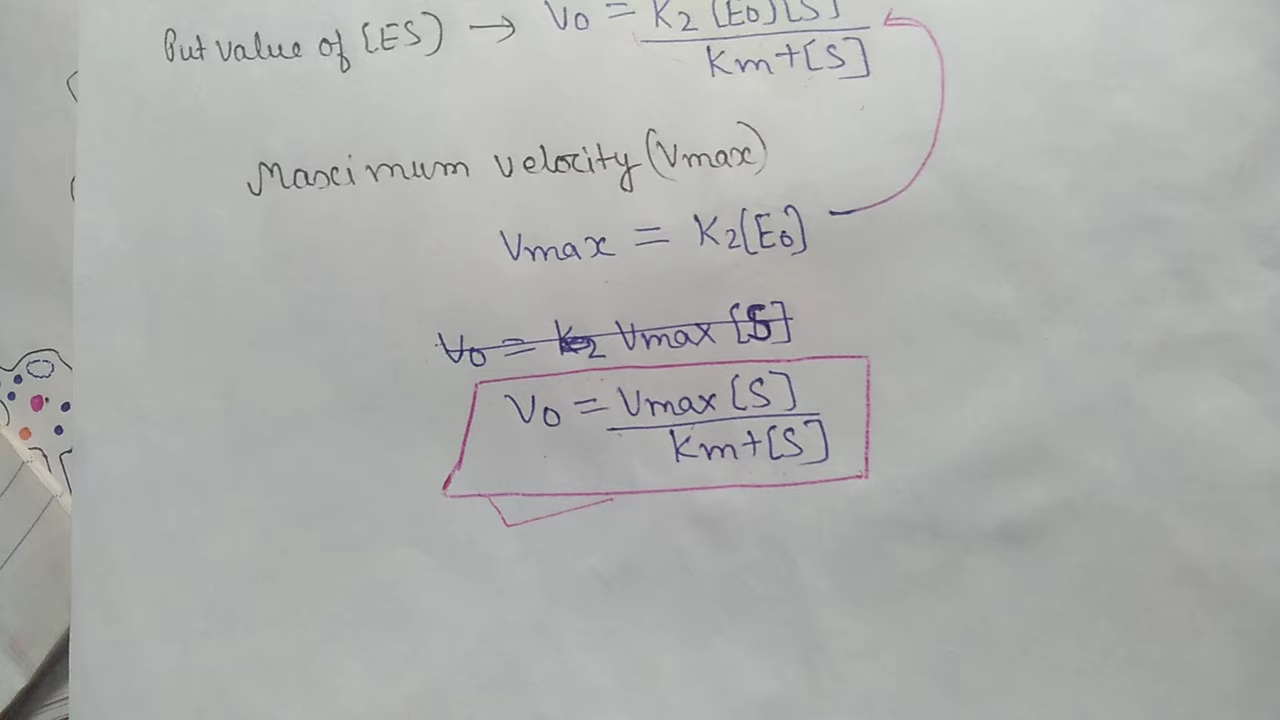 Put value of [ES) → V0 = K2 [E0][S]
Km+[S]
Maximum velocity (Vmax)
Vmax = K2[E0]
V0 = K2 Vmax [S]
V0 = Vmax [S]
Km+[S]